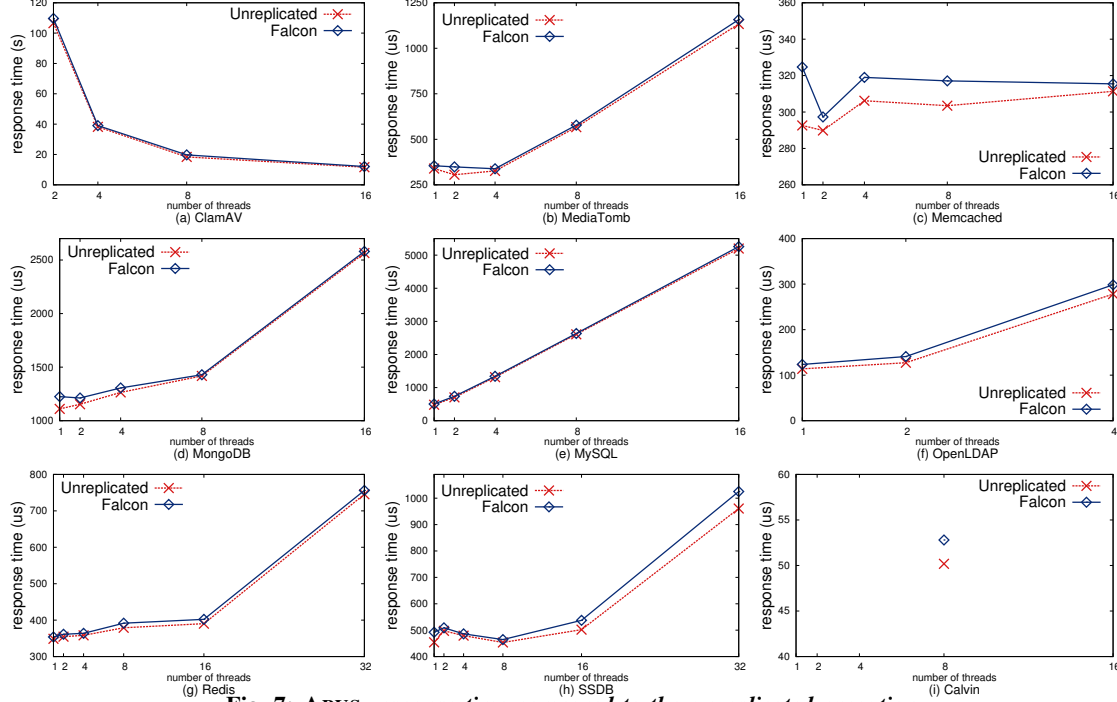 response time (s)
120
100
80
60
40
20
0
Unreplicated
Falcon
2 4 8 16
number of threads
(a) ClamAV
response time (us)
1250
1000
750
500
250
Unreplicated
Falcon
1 2 4 8 16
number of threads
(b) MediaTomb
response time (us)
360
340
320
300
280
260
Unreplicated
Falcon
1 2 4 8 16
number of threads
(c) Memcached
response time (us)
2500
2000
1500
1000
Unreplicated
Falcon
1 2 4 8 16
number of threads
(d) MongoDB
response time (us)
5000
4000
3000
2000
1000
0
Unreplicated
Falcon
1 2 4 8 16
number of threads
(e) MySQL
response time (us)
400
300
200
100
0
Unreplicated
Falcon
1 2 4
number of threads
(f) OpenLDAP
response time (us)
800
700
600
500
400
300
Unreplicated
Falcon
1 2 4 8 16 32
number of threads
(g) Redis
response time (us)
1000
900
800
700
600
500
400
Unreplicated
Falcon
1 2 4 8 16 32
number of threads
(h) SSDB
response time (us)
60
55
50
45
40
Unreplicated
Falcon
1 2 4 8 16
number of threads
(i) Calvin